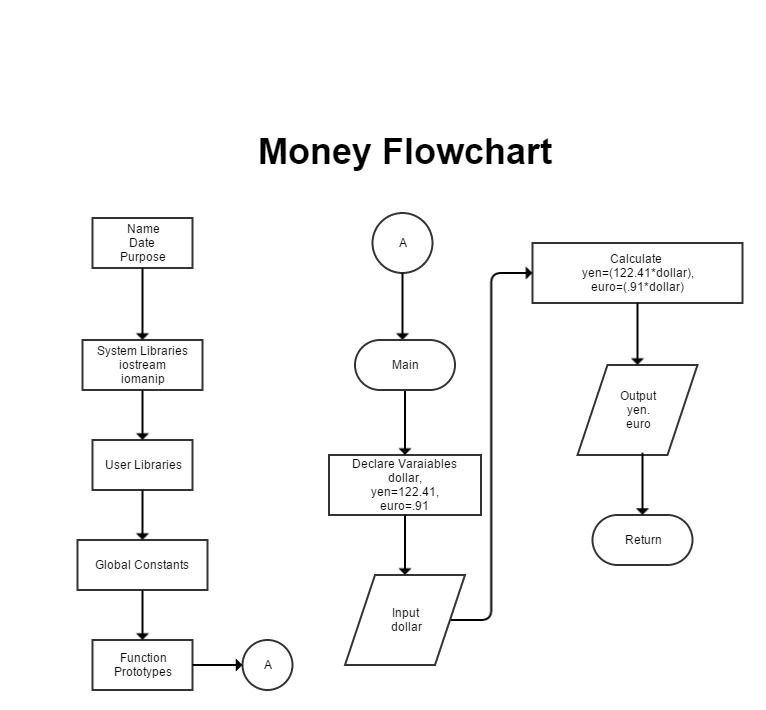 Money Flowchart
Name
Date
Purpose
System Libraries
iostream
iomanip
User Libraries
Global Constants
Function
Prototypes
A
A
Main
Declare Varaiables
dollar,
yen=122.41,
euro=.91
Input
dollar
Calculate
yen=(122.41*dollar),
euro=(.91*dollar)
Output
yen.
euro
Return